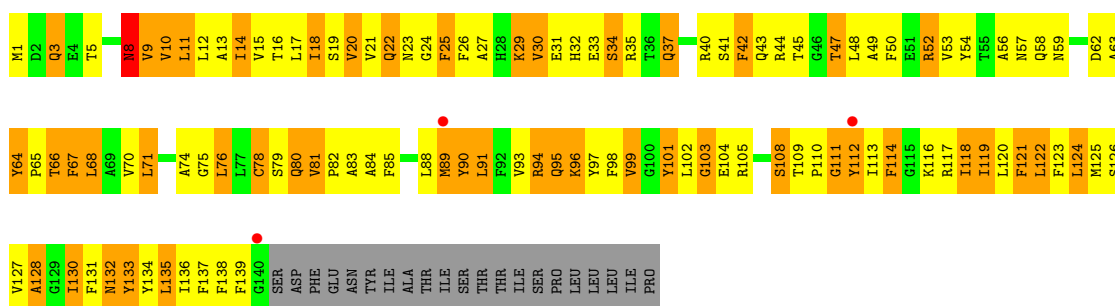 M1 D2 Q3 E4 T5 N8 V9 V10 L11 L12 A13 I14 V15 T16 L17 I18 S19 V20 V21 Q22 N23 G24 F25 F26 A27 H28 K29 V30 E31 H32 E33 S34 R35 T36 Q37 R40 S41 F42 Q43 R44 T45 G46 T47 L48 A49 F50 E51 R52 V53 Y54 T55 A56 N57 Q58 N59 D62 A63
Y64 P65 T66 F67 L68 A69 V70 L71 A74 G75 L76 L77 C78 S79 Q80 V81 P82 A83 A84 F85 L88 M89 Y90 L91 F92 V93 R94 Q95 K96 Y97 F98 V99 G100 Y101 L102 G103 E104 R105 S108 T109 P110 G111 Y112 I113 F114 G115 K116 R117 I118 I119 L120 F121 L122 F123 L124 M125 S126
V127 A128 G129 I130 F131 N132 Y133 Y134 L135 I136 F137 F138 F139 G140 SER ASP PHE GLU ASN TYR ILE ALA THR ILE SER THR THR ILE SER PRO LEU LEU LEU ILE PRO